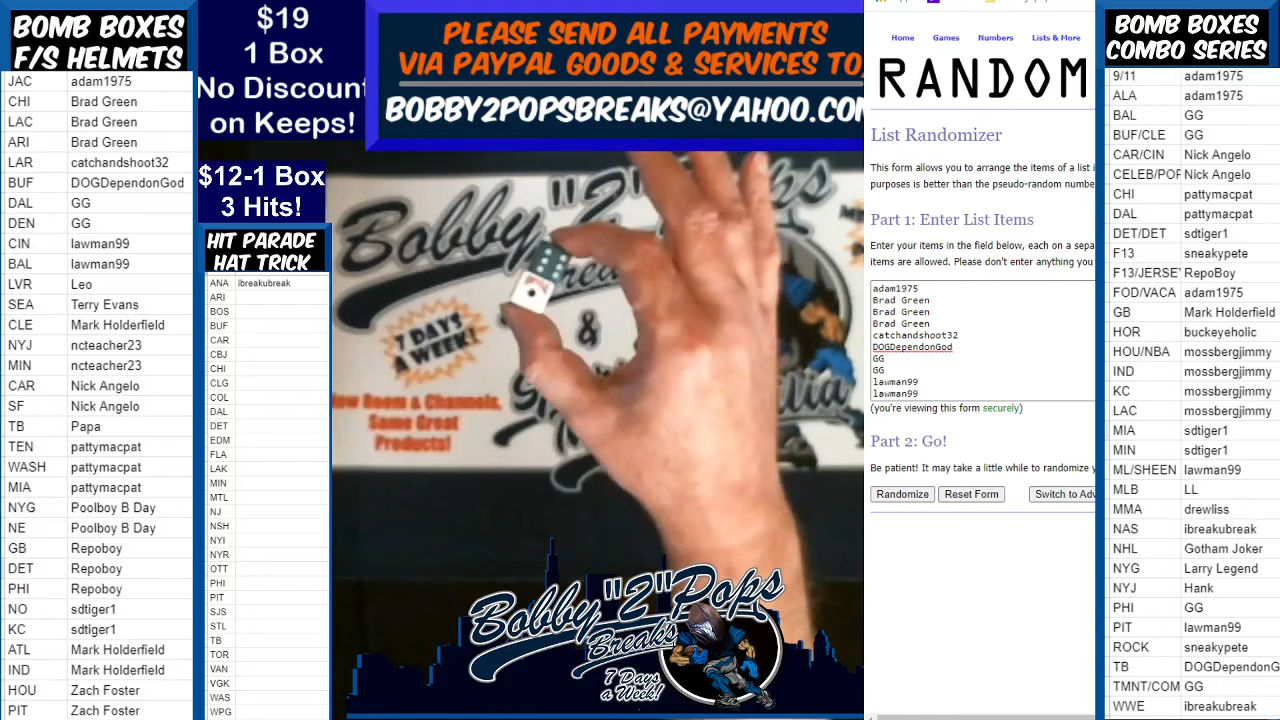 BOMB BOXES
F/S HELMETS
JAC adam1975
CHI Brad Green
LAC Brad Green
ARI Brad Green
LAR catchandshoot32
BUF DOGDependonGod
DAL GG
DEN GG
CIN lawman99
BAL lawman99
LVR Leo
SEA Terry Evans
CLE Mark Holderfield
NYJ ncteacher23
MIN ncteacher23
CAR Nick Angelo
SF Nick Angelo
TB Papa
TEN pattymacpat
WASH pattymacpat
MIA pattymacpat
NYG Poolboy B Day
NE Poolboy B Day
GB Repoboy
DET Repoboy
PHI Repoboy
NO sdtiger1
KC sdtiger1
ATL Mark Holderfield
IND Mark Holderfield
HOU Zach Foster
PIT Zach Foster
$19
1 Box
No Discount
on Keeps!
$12-1 Box
3 Hits!
HIT PARADE
HAT TRICK
ANA ibreakubreak
ARI
BOS
BUF
CAR
CBJ
CHI
CLG
COL
DAL
DET
EDM
FLA
LAK
MIN
MTL
NJ
NSH
NYI
NYR
OTT
PHI
PIT
SJS
STL
TB
TOR
VAN
VGK
WAS
WPG
PLEASE SEND ALL PAYMENTS
VIA PAYPAL GOODS & SERVICES TO
BOBBY2POPSBREAKS@YAHOO.COM
Bobby "2"
&
7 DAYS
A WEEK!
New Room & Channels,
Same Great
Products!
Bobby "2" Pops
Breaks
7 Days
a Week!
Home Games Numbers Lists & More
RANDOM
List Randomizer
This form allows you to arrange the items of a list i
purposes is better than the pseudo-random numbe
Part 1: Enter List Items
Enter your items in the field below, each on a sepa
items are allowed. Please don't enter anything you
adam1975
Brad Green
Brad Green
Brad Green
catchandshoot32
DOGDependonGod
GG
GG
lawman99
lawman99
(you're viewing this form securely)
Part 2: Go!
Be patient! It may take a little while to randomize y
Randomize Reset Form Switch to Adv
BOMB BOXES
COMBO SERIES
9/11 adam1975
ALA adam1975
BAL GG
BUF/CLE GG
CAR/CIN Nick Angelo
CELEB/POP Nick Angelo
CHI pattymacpat
DAL pattymacpat
DET/DET sdtiger1
F13 sneakypete
F13/JERSEY RepoBoy
FOD/VACA adam1975
GB Mark Holderfield
HOR buckeyeholic
HOU/NBA mossbergjimmy
IND mossbergjimmy
KC mossbergjimmy
LAC mossbergjimmy
MIA sdtiger1
MIN sdtiger1
ML/SHEEN lawman99
MLB LL
MMA drewliss
NAS ibreakubreak
NHL Gotham Joker
NYG Larry Legend
NYJ Hank
PHI GG
PIT lawman99
ROCK sneakypete
TB DOGDependonG
TMNT/COM GG
WWE ibreakubreak